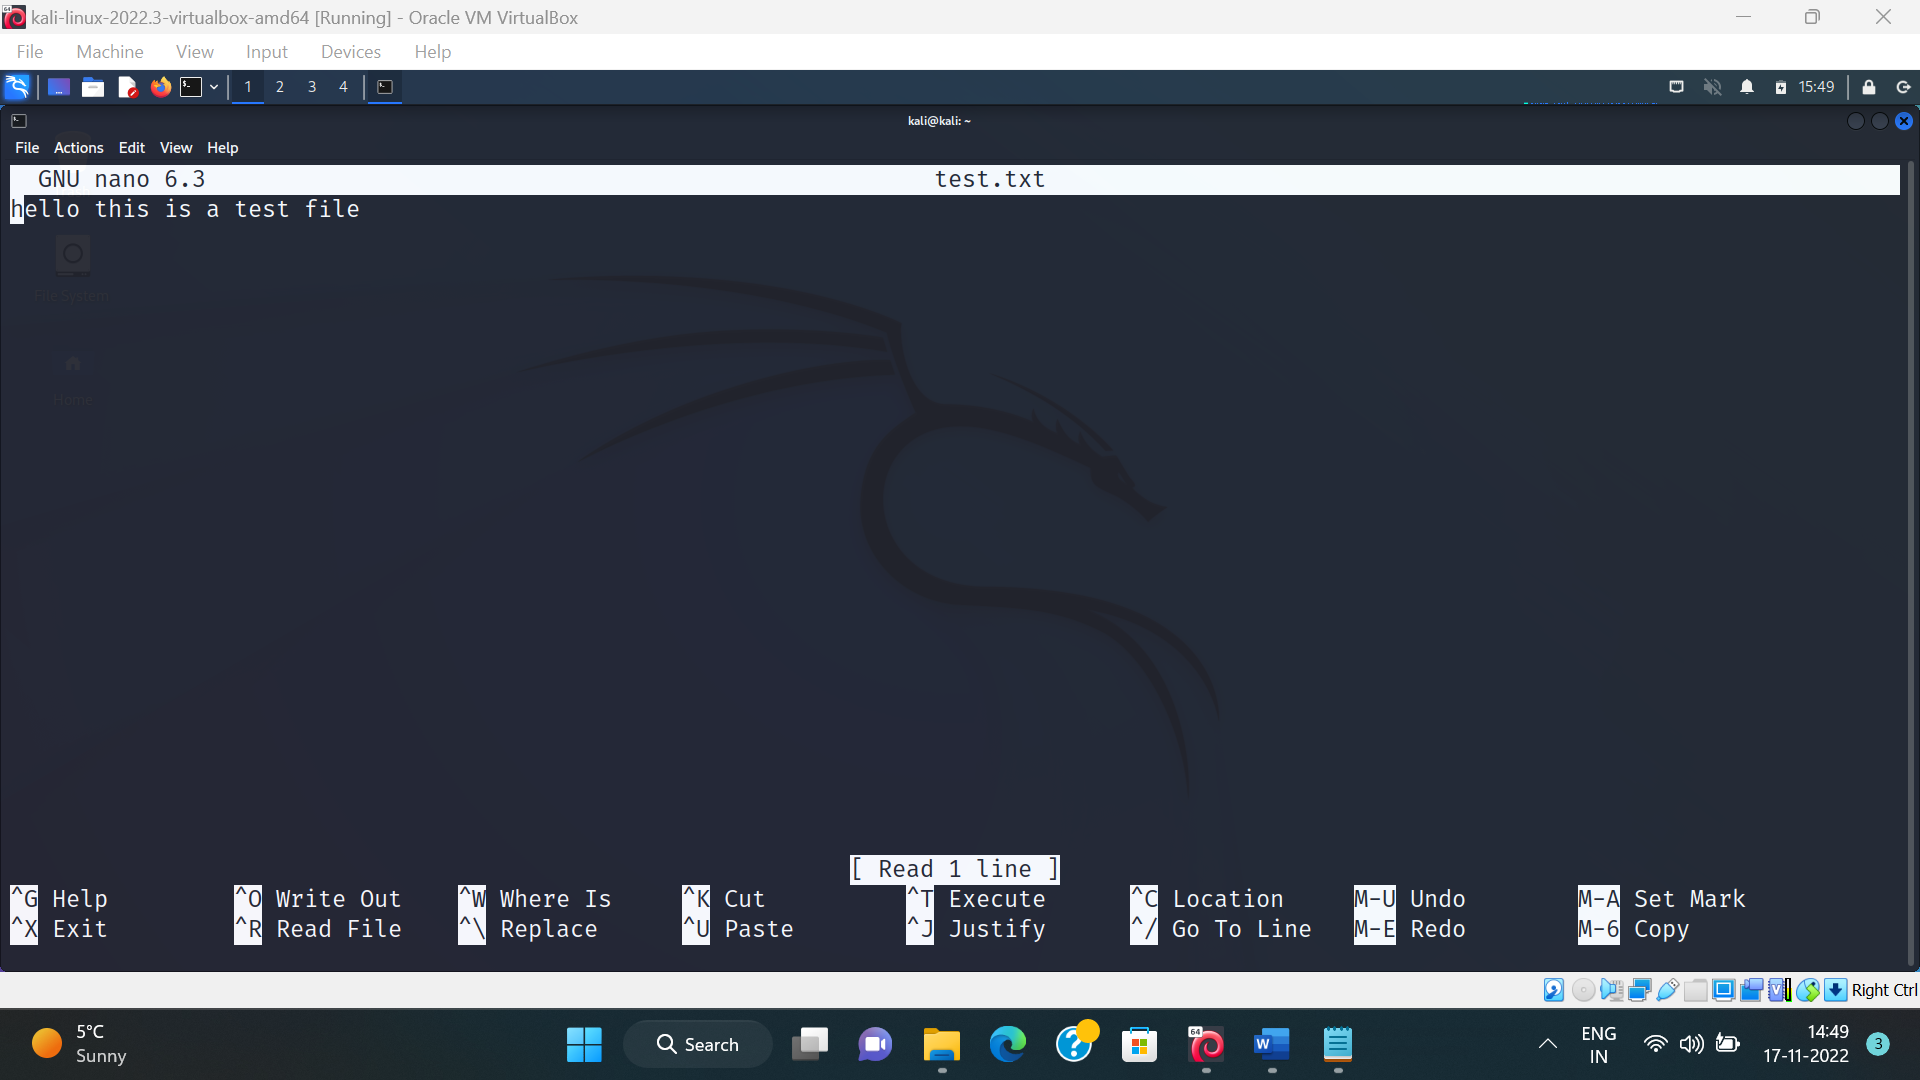 kali-linux-2022.3-virtualbox-amd64 [Running] - Oracle VM VirtualBox
File Machine View Input Devices Help
1 2 3 4 15:49
kali@kali: ~
File Actions Edit View Help
GNU nano 6.3 test.txt
hello this is a test file
File System
Home
[ Read 1 line ]
^G Help ^O Write Out ^W Where Is ^K Cut ^T Execute ^C Location M-U Undo M-A Set Mark
^X Exit ^R Read File ^\ Replace ^U Paste ^J Justify ^/ Go To Line M-E Redo M-6 Copy
Right Ctrl
5°C
Sunny
Search
64
W
ENG
IN
14:49
17-11-2022
3